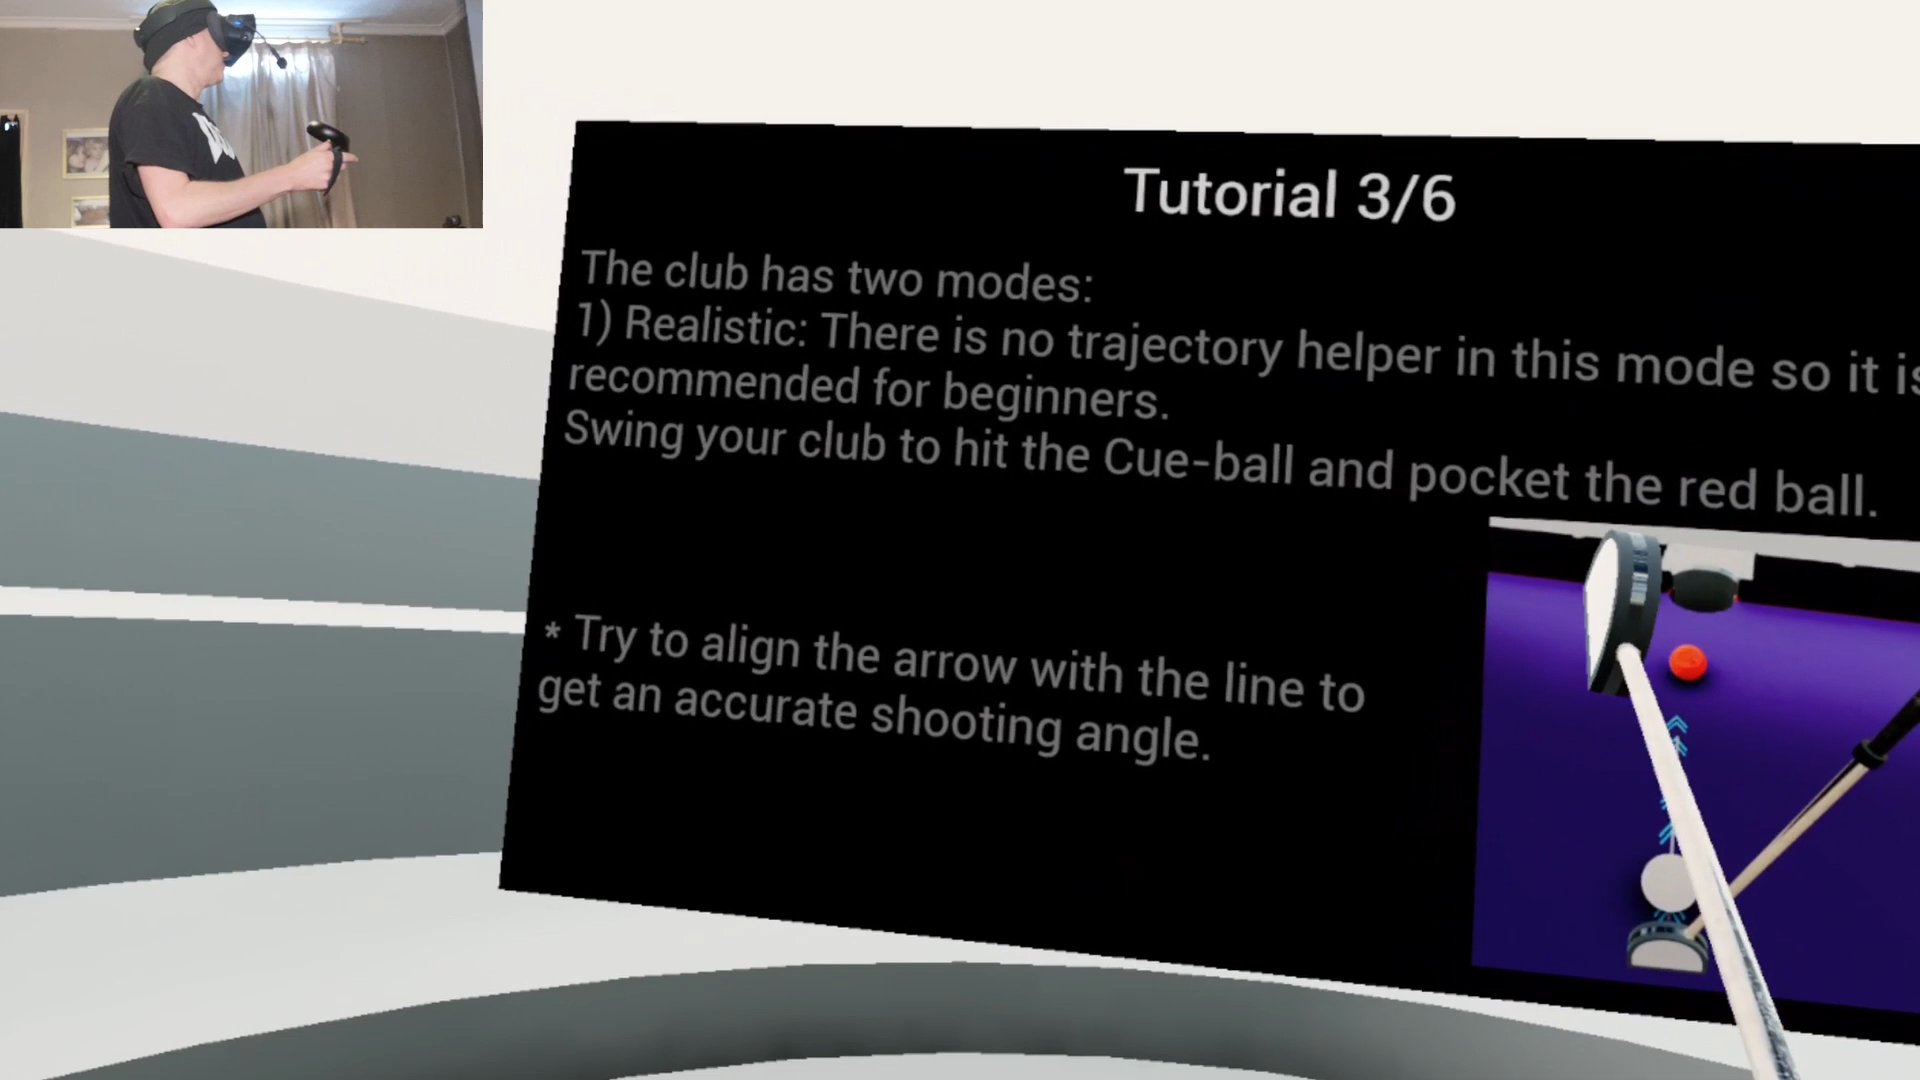 Tutorial 3/6
The club has two modes:
1) Realistic: There is no trajectory helper in this mode so it is
recommended for beginners.
Swing your club to hit the Cue-ball and pocket the red ball.
* Try to align the arrow with the line to
get an accurate shooting angle.